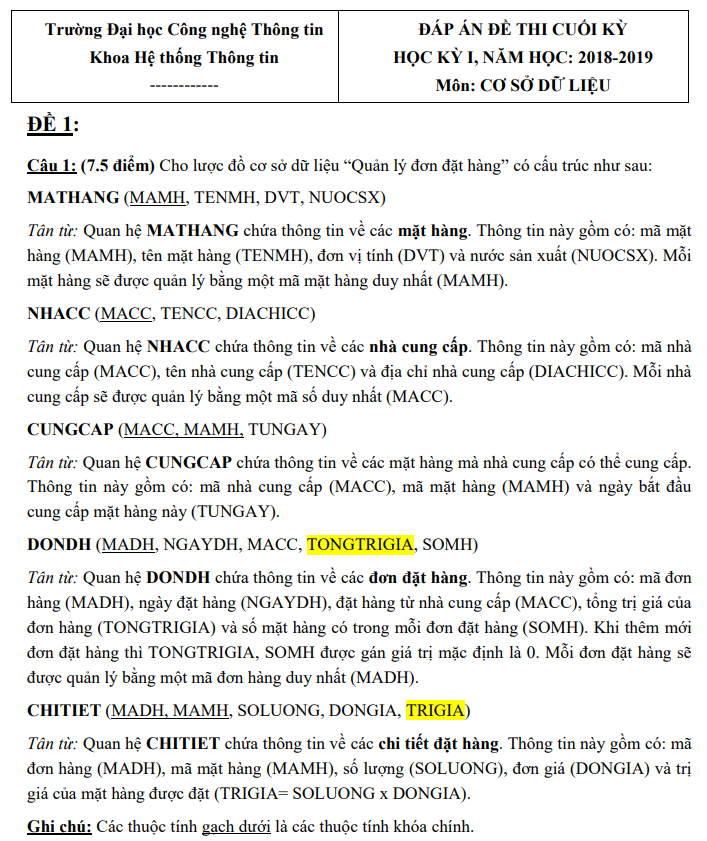 Trường Đại học Công nghệ Thông tin
Khoa Hệ thống Thông tin
------------
ĐÁP ÁN ĐỀ THI CUỐI KỲ
HỌC KỲ I, NĂM HỌC: 2018-2019
Môn: CƠ SỞ DỮ LIỆU
ĐỀ 1:
Câu 1: (7.5 điểm) Cho lược đồ cơ sở dữ liệu “Quản lý đơn đặt hàng” có cấu trúc như sau:
MATHANG (MAMH, TENMH, DVT, NUOCSX)
Tân từ: Quan hệ MATHANG chứa thông tin về các mặt hàng. Thông tin này gồm có: mã mặt
hàng (MAMH), tên mặt hàng (TENMH), đơn vị tính (DVT) và nước sản xuất (NUOCSX). Mỗi
mặt hàng sẽ được quản lý bằng một mã mặt hàng duy nhất (MAMH).
NHACC (MACC, TENCC, DIACHICC)
Tân từ: Quan hệ NHACC chứa thông tin về các nhà cung cấp. Thông tin này gồm có: mã nhà
cung cấp (MACC), tên nhà cung cấp (TENCC) và địa chỉ nhà cung cấp (DIACHICC). Mỗi nhà
cung cấp sẽ được quản lý bằng một mã số duy nhất (MACC).
CUNGCAP (MACC, MAMH, TUNGAY)
Tân từ: Quan hệ CUNGCAP chứa thông tin về các mặt hàng mà nhà cung cấp có thể cung cấp.
Thông tin này gồm có: mã nhà cung cấp (MACC), mã mặt hàng (MAMH) và ngày bắt đầu
cung cấp mặt hàng này (TUNGAY).
DONDH (MADH, NGAYDH, MACC, TONGTRIGIA, SOMH)
Tân từ: Quan hệ DONDH chứa thông tin về các đơn đặt hàng. Thông tin này gồm có: mã đơn
hàng (MADH), ngày đặt hàng (NGAYDH), đặt hàng từ nhà cung cấp (MACC), tổng trị giá của
đơn hàng (TONGTRIGIA) và số mặt hàng có trong mỗi đơn đặt hàng (SOMH). Khi thêm mới
đơn đặt hàng thì TONGTRIGIA, SOMH được gán giá trị mặc định là 0. Mỗi đơn đặt hàng sẽ
được quản lý bằng một mã đơn hàng duy nhất (MADH).
CHITIET (MADH, MAMH, SOLUONG, DONGIA, TRIGIA)
Tân từ: Quan hệ CHITIET chứa thông tin về các chi tiết đặt hàng. Thông tin này gồm có: mã
đơn hàng (MADH), mã mặt hàng (MAMH), số lượng (SOLUONG), đơn giá (DONGIA) và trị
giá của mặt hàng được đặt (TRIGIA= SOLUONG x DONGIA).
Ghi chú: Các thuộc tính gạch dưới là các thuộc tính khóa chính.